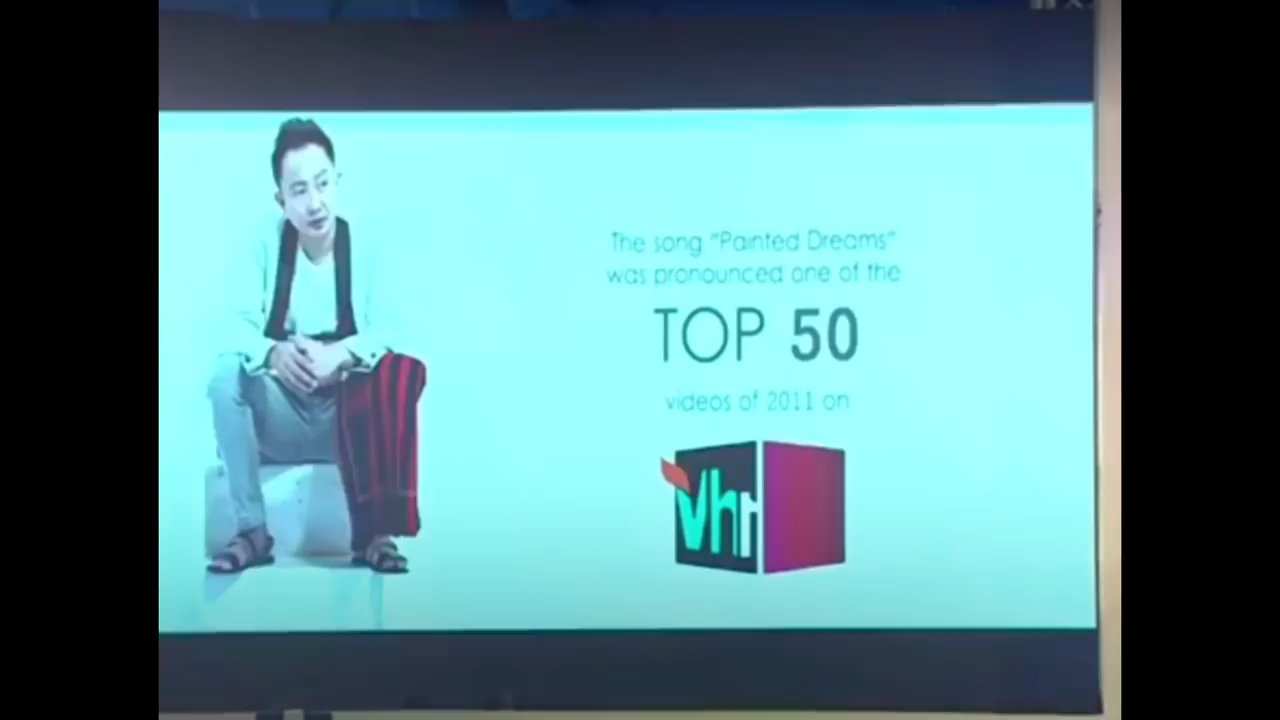 The song "Painted Dreams"
was pronounced one of the
TOP 50
videos of 2011 on
Vh1